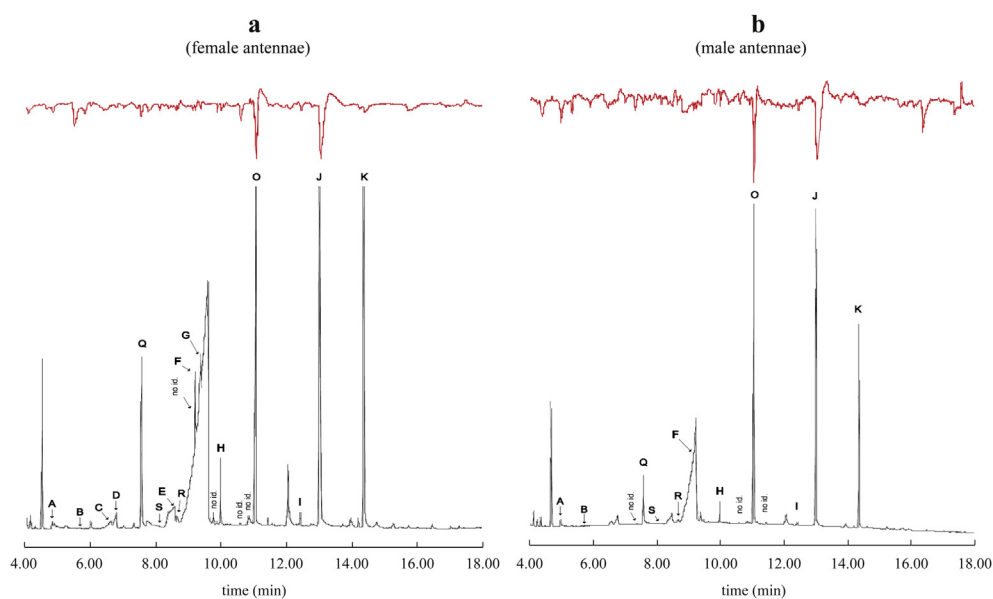 a
(female antennae)
O
J
K
Q
G
F
no id.
H
A
B
C
D
S
E
R
no id.
no id.
no id.
I
4.00
6.00
8.00
10.00
12.00
14.00
16.00
18.00
time (min)
b
(male antennae)
O
J
K
F
Q
A
B
S
R
H
no id.
no id.
no id.
I
4.00
6.00
8.00
10.00
12.00
14.00
16.00
18.00
time (min)